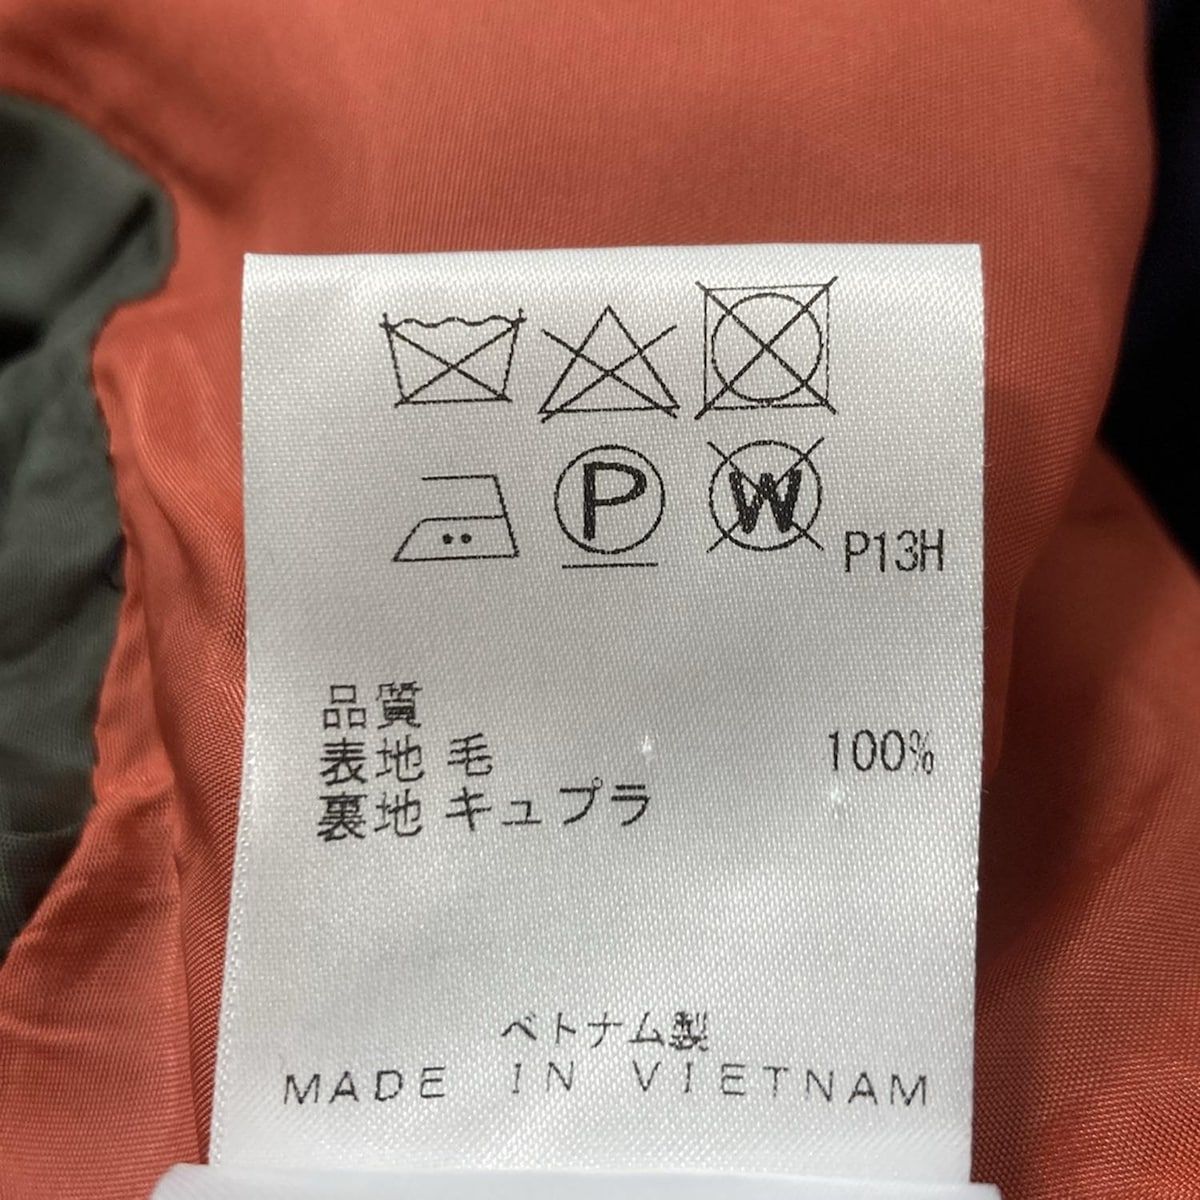 P W P13H
品質
表地 毛 100%
裏地 キュプラ
ベトナム製
MADE IN VIETNAM